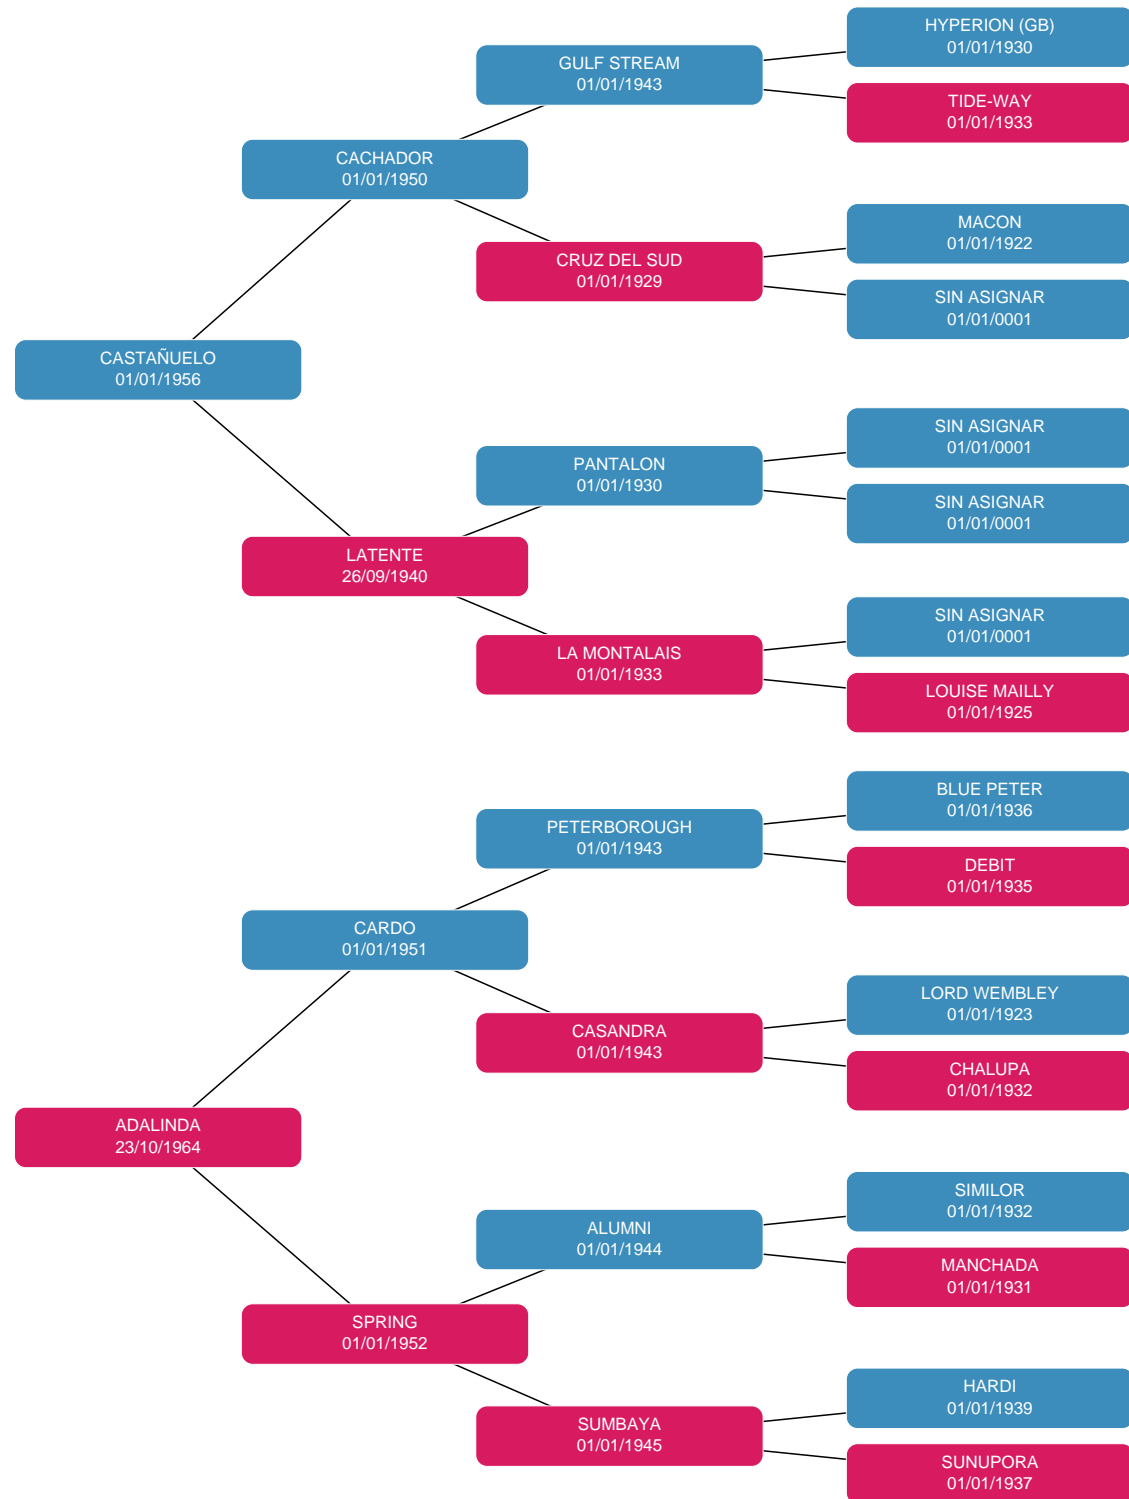 HYPERION (GB)
01/01/1930
GULF STREAM
01/01/1943
TIDE-WAY
01/01/1933
CACHADOR
01/01/1950
MACON
01/01/1922
CRUZ DEL SUD
01/01/1929
SIN ASIGNAR
01/01/0001
CASTAÑUELO
01/01/1956
SIN ASIGNAR
01/01/0001
PANTALON
01/01/1930
SIN ASIGNAR
01/01/0001
LATENTE
26/09/1940
SIN ASIGNAR
01/01/0001
LA MONTALAIS
01/01/1933
LOUISE MAILLY
01/01/1925
BLUE PETER
01/01/1936
PETERBOROUGH
01/01/1943
DEBIT
01/01/1935
CARDO
01/01/1951
LORD WEMBLEY
01/01/1923
CASANDRA
01/01/1943
CHALUPA
01/01/1932
ADALINDA
23/10/1964
SIMILOR
01/01/1932
ALUMNI
01/01/1944
MANCHADA
01/01/1931
SPRING
01/01/1952
HARDI
01/01/1939
SUMBAYA
01/01/1945
SUNUPORA
01/01/1937